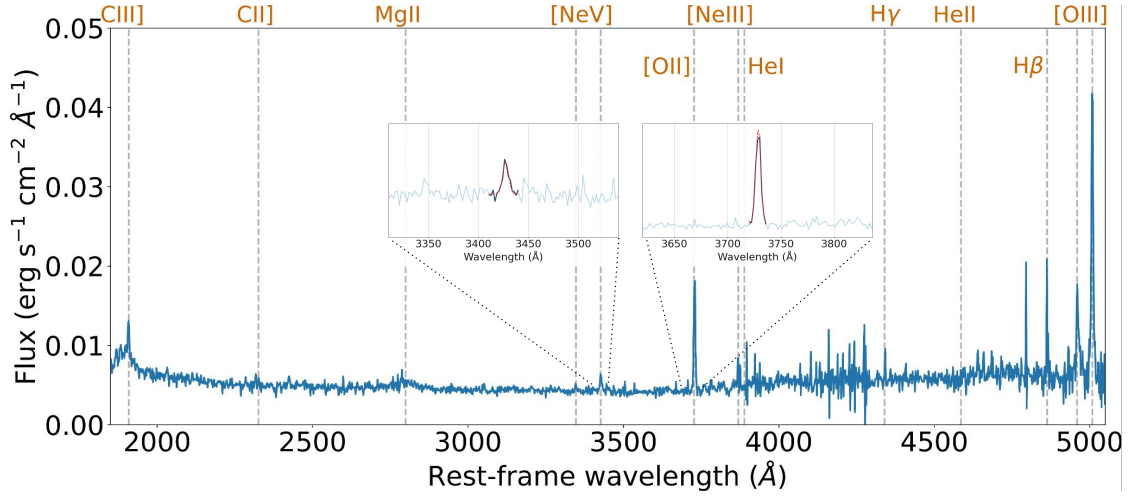 CIII] CII] MgII [NeV] [NeIII] Hγ HeII [OIII]
[OII] HeI Hβ
0.05
0.04
0.03
0.02
0.01
0.00
Flux (erg s⁻¹ cm⁻² Å⁻¹)
3350 3400 3450 3500
Wavelength (Å)
3650 3700 3750 3800
Wavelength (Å)
2000 2500 3000 3500 4000 4500 5000
Rest-frame wavelength (Å)